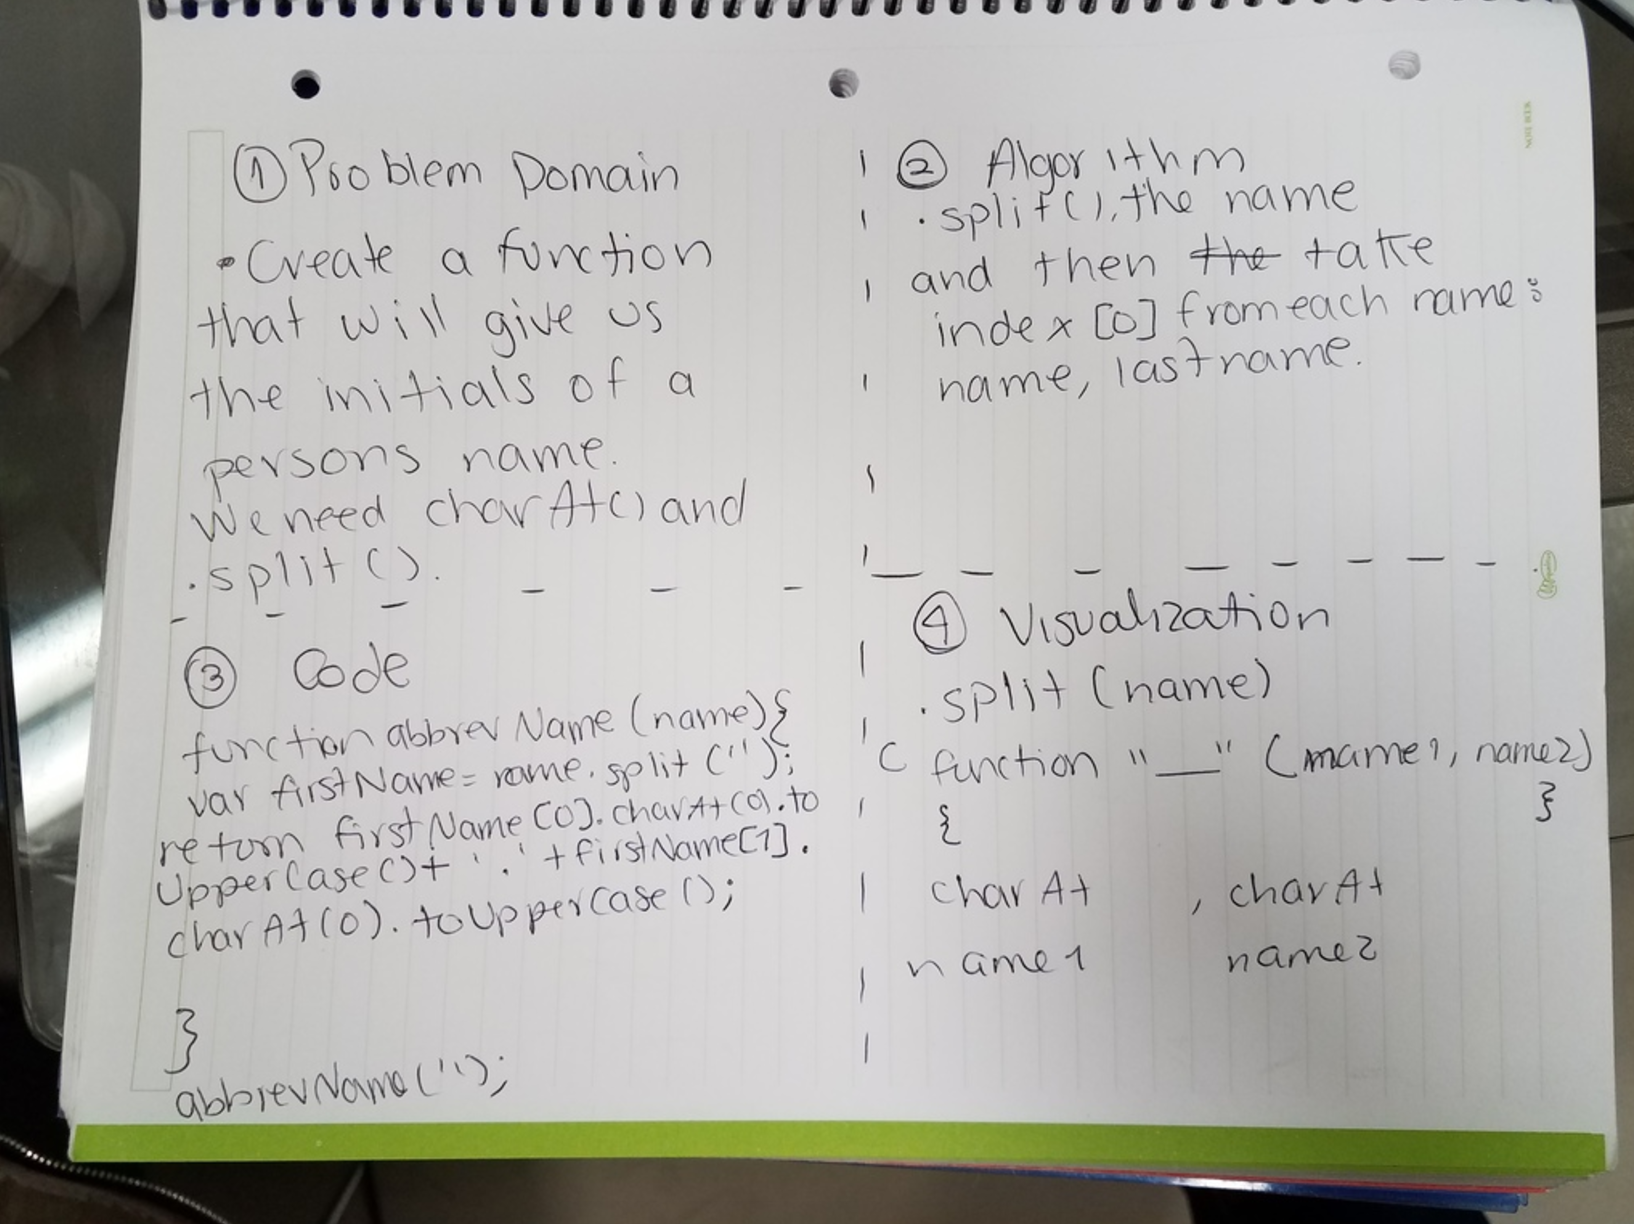 ① Problem Domain
• Create a function
that will give us
the initials of a
persons name.
We need charAt() and
.split().
② Algorithm
.split(), the name
and then the take
index [0] from each name:
name, lastname.
③ Code
function abbrevName (name){
var firstName = name.split ('');
return firstName[0].charAt(0).to
UpperCase()+ '.' + firstName[1].
charAt(0). toUpperCase();
}
abbrevName('');
④ Visualization
.split (name)
C function "__" (name1, name2)
{ }
charAt , charAt
name1 name2